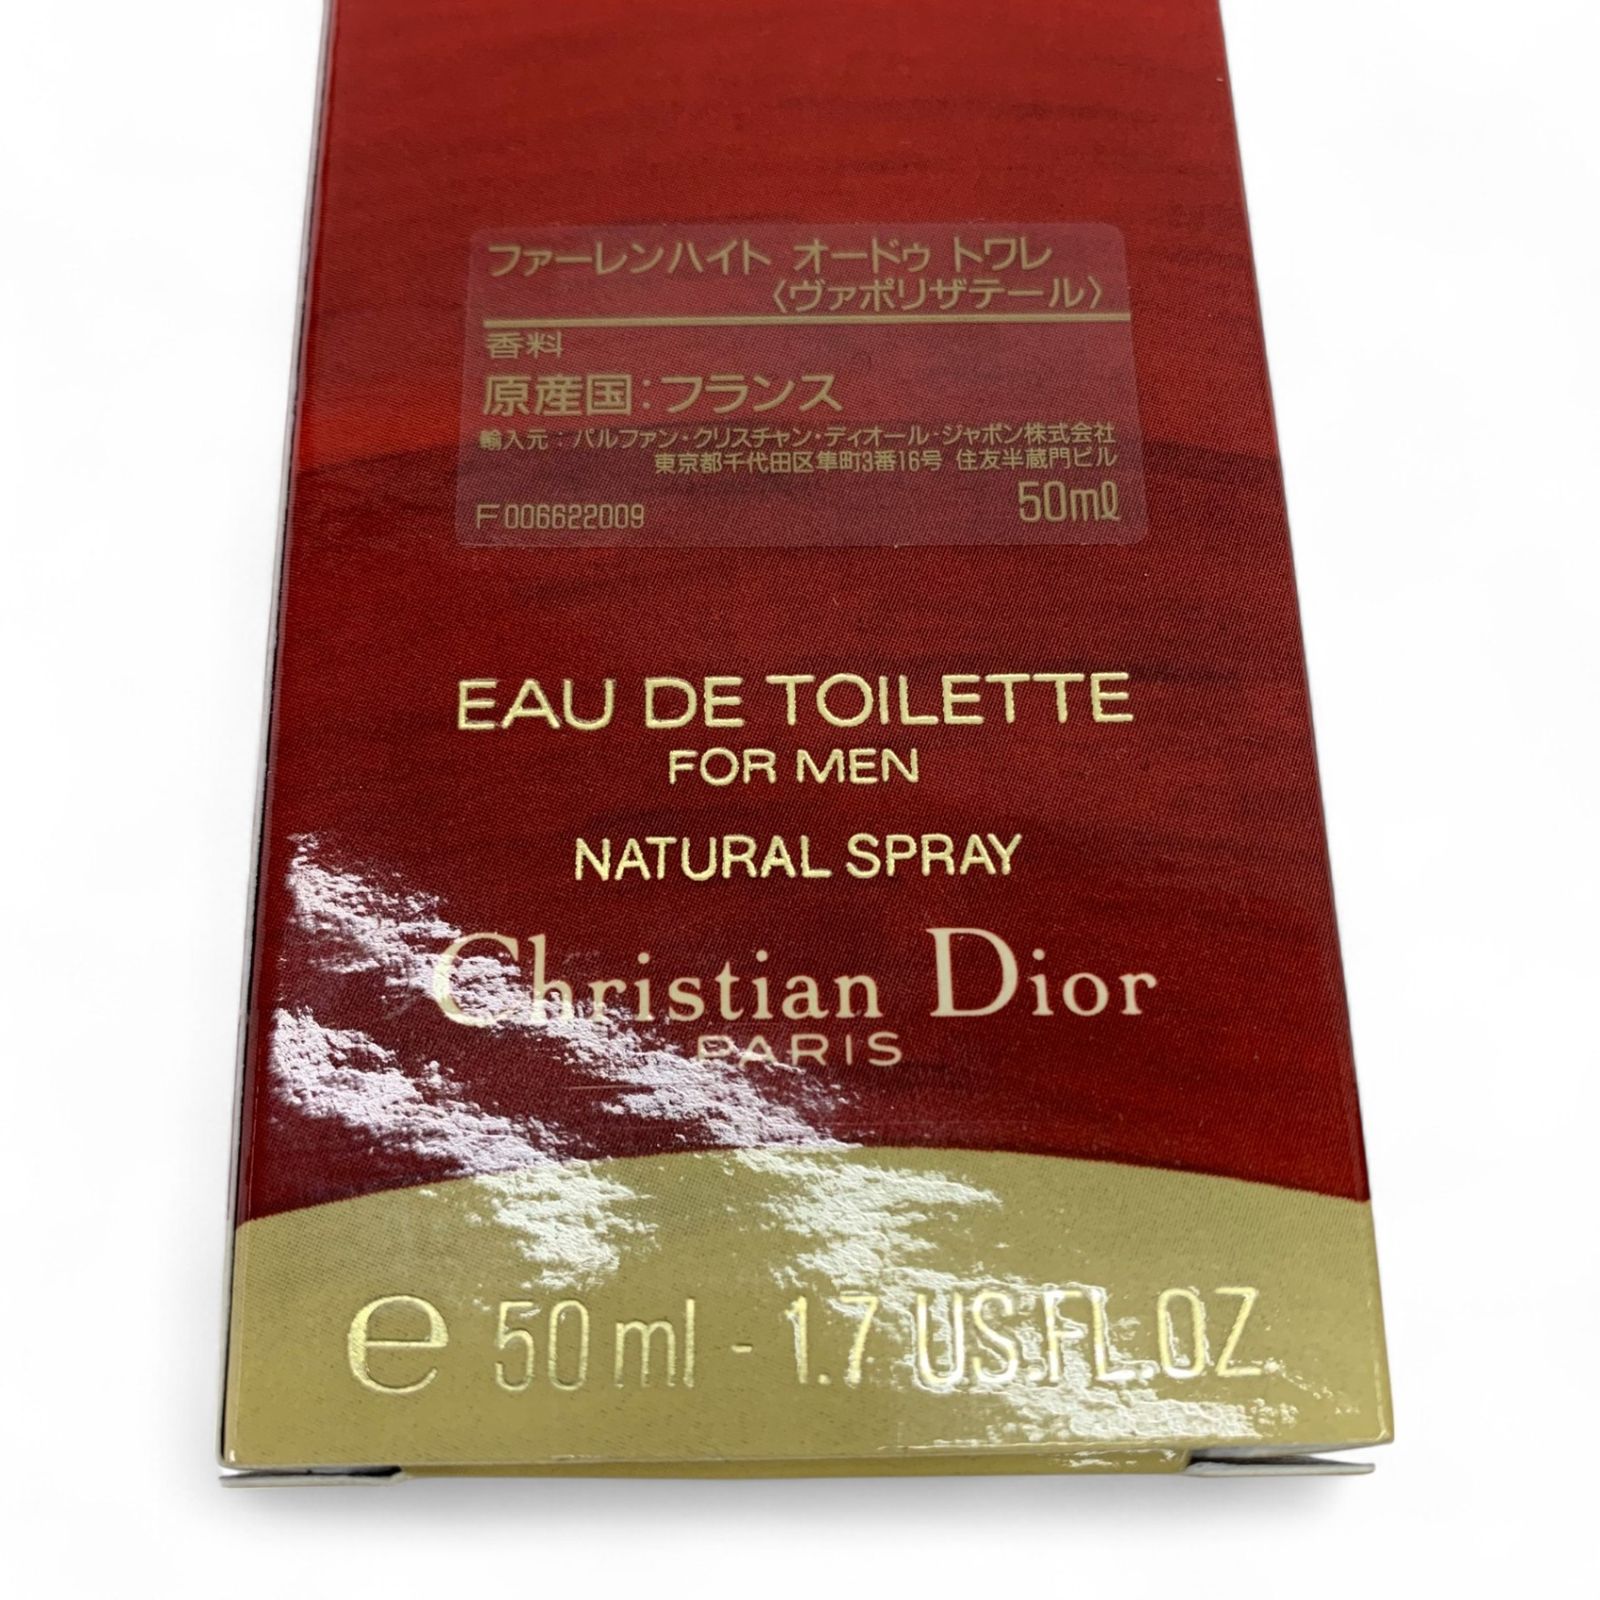 ファーレンハイト オードゥ トワレ
〈ヴァポリザテール〉
香料
原産国：フランス
輸入元：パルファン・クリスチャン・ディオール・ジャポン株式会社
東京都千代田区隼町3番16号 住友半蔵門ビル
50mℓ
F006622009
EAU DE TOILETTE
FOR MEN
NATURAL SPRAY
Christian Dior
PARIS
℮ 50 ml - 1.7 US.FL.OZ